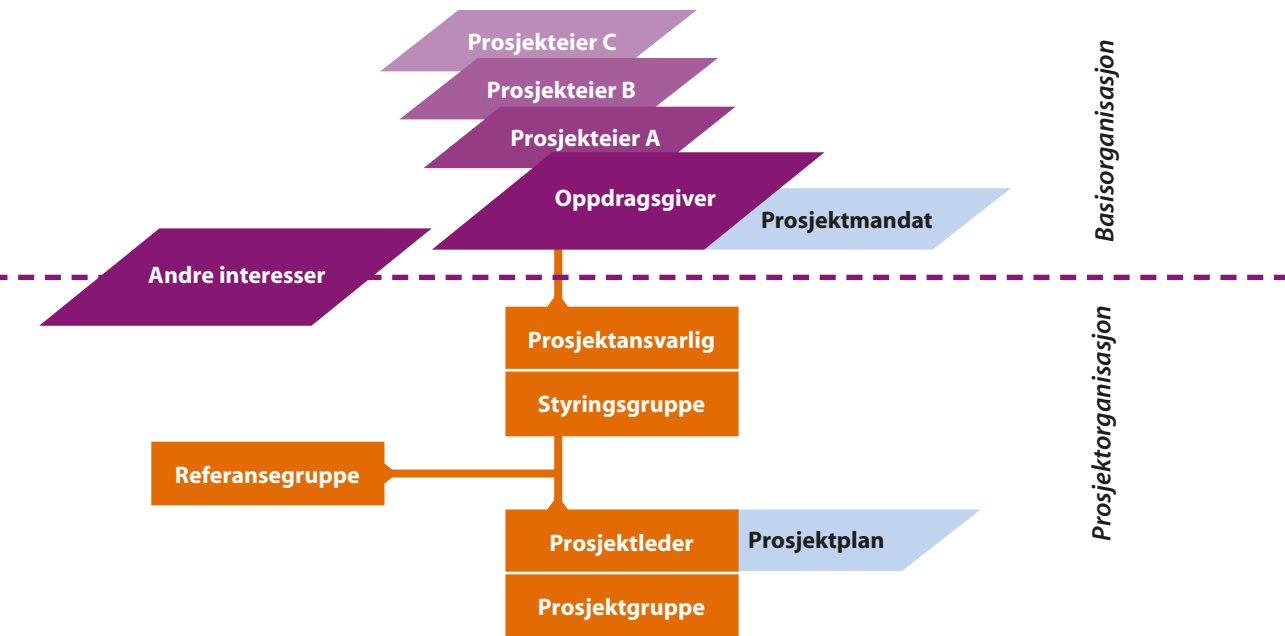 Prosjekteier C
Prosjekteier B
Prosjekteier A
Oppdragsgiver
Prosjektmandat
Basisorganisasjon
Andre interesser
Prosjektansvarlig
Styringsgruppe
Referansegruppe
Prosjektorganisasjon
Prosjektleder
Prosjektplan
Prosjektgruppe